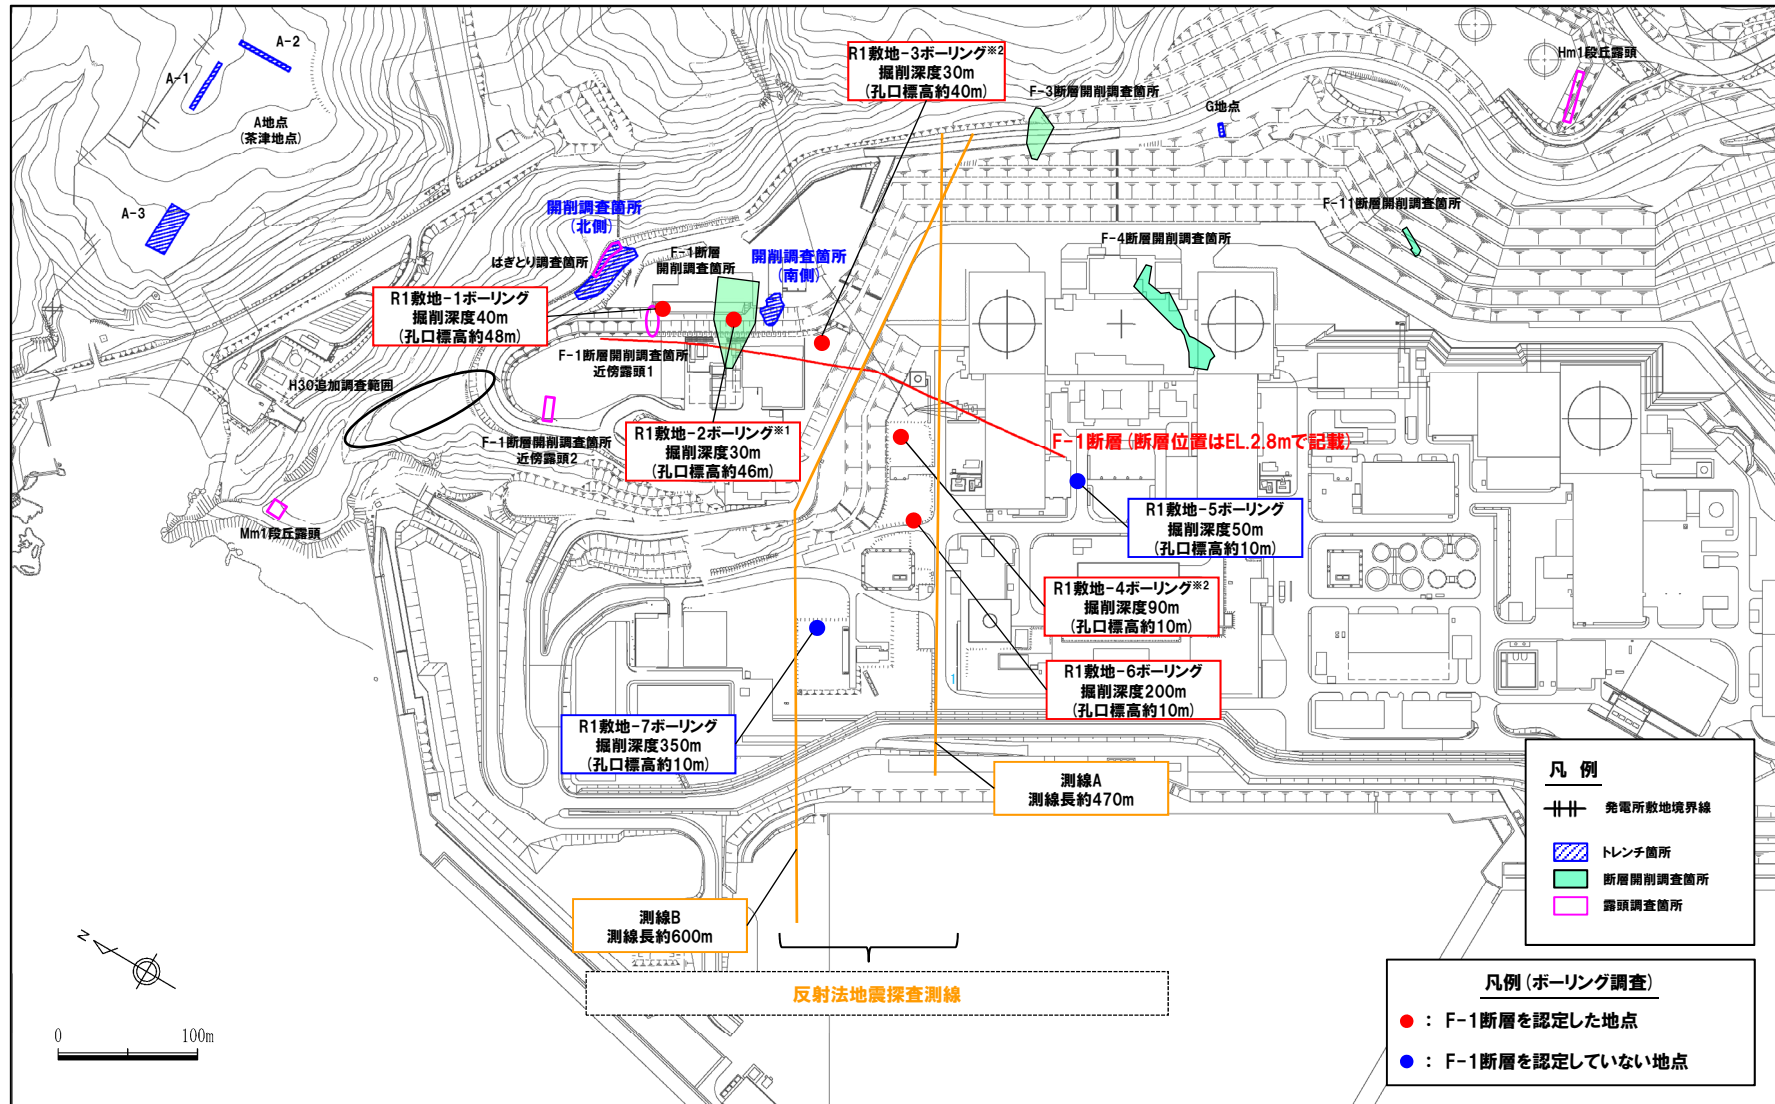 A-2
A-1
A地点
(茶津地点)
A-3
R1敷地-3ボーリング※2
掘削深度30m
(孔口標高約40m)
F-3断層開削調査箇所
G地点
Hm1段丘露頭
F-11断層開削調査箇所
F-4断層開削調査箇所
開削調査箇所
(北側)
はぎとり調査箇所
F-1断層
開削調査箇所
開削調査箇所
(南側)
R1敷地-1ボーリング
掘削深度40m
(孔口標高約48m)
F-1断層開削調査箇所
近傍露頭1
H30追加調査範囲
F-1断層開削調査箇所
近傍露頭2
R1敷地-2ボーリング※1
掘削深度30m
(孔口標高約46m)
F-1断層(断層位置はEL.2.8mで記載)
R1敷地-5ボーリング
掘削深度50m
(孔口標高約10m)
Mm1段丘露頭
R1敷地-4ボーリング※2
掘削深度90m
(孔口標高約10m)
R1敷地-6ボーリング
掘削深度200m
(孔口標高約10m)
R1敷地-7ボーリング
掘削深度350m
(孔口標高約10m)
測線A
測線長約470m
測線B
測線長約600m
反射法地震探査測線
N
0 100m
凡 例
発電所敷地境界線
トレンチ箇所
断層開削調査箇所
露頭調査箇所
凡例(ボーリング調査)
： F-1断層を認定した地点
： F-1断層を認定していない地点